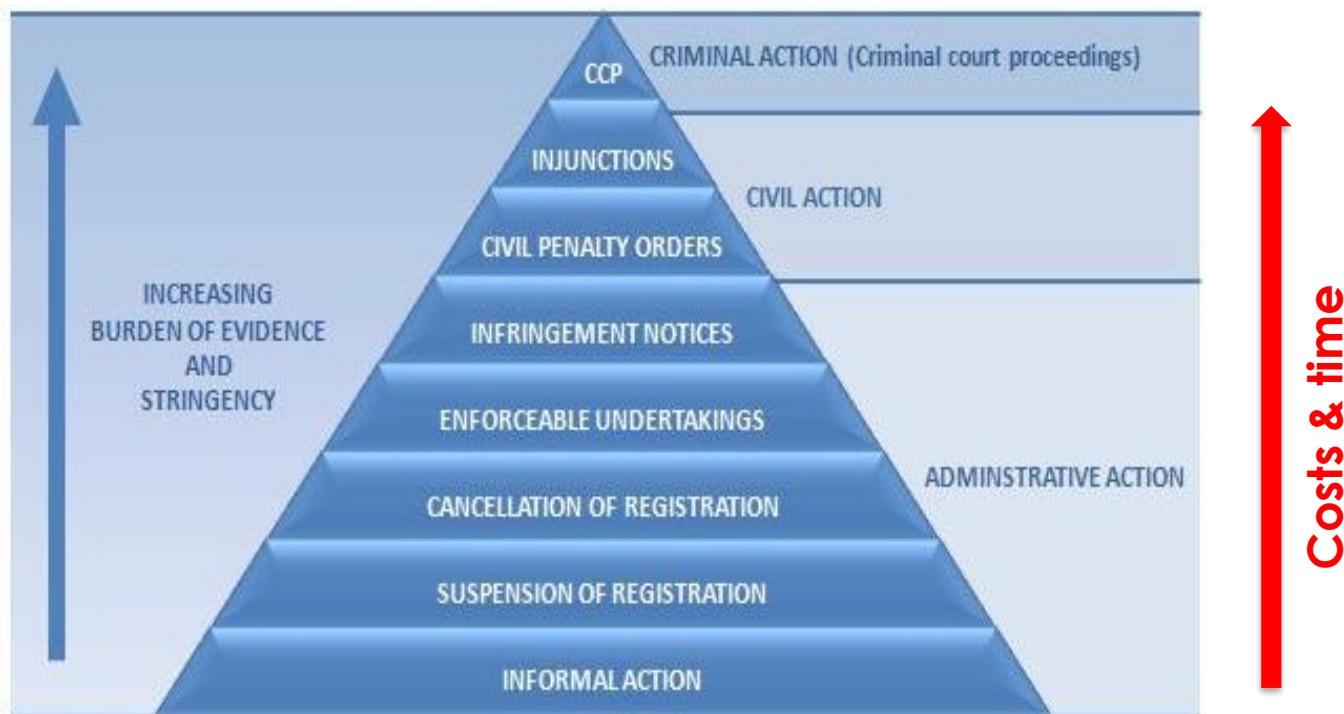 CCP
CRIMINAL ACTION (Criminal court proceedings)
INJUNCTIONS
CIVIL ACTION
CIVIL PENALTY ORDERS
INCREASING
BURDEN OF EVIDENCE
AND
STRINGENCY
INFRINGEMENT NOTICES
ENFORCEABLE UNDERTAKINGS
ADMINSTRATIVE ACTION
CANCELLATION OF REGISTRATION
SUSPENSION OF REGISTRATION
INFORMAL ACTION
Costs & time